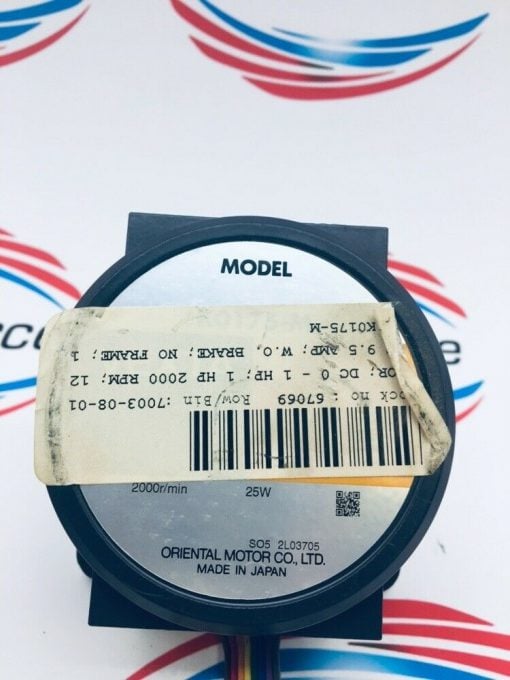 MODEL
ock no : 67069 Row/Bin :7003-08-01
OR; DC 0 - 1 HP; 1 HP 2000 RPM; 12
9.5 AMP; W.O. BRAKE; NO FRAME; 1
K0175-M
2000r/min 25W
SO5 2L03705
ORIENTAL MOTOR CO., LTD.
MADE IN JAPAN